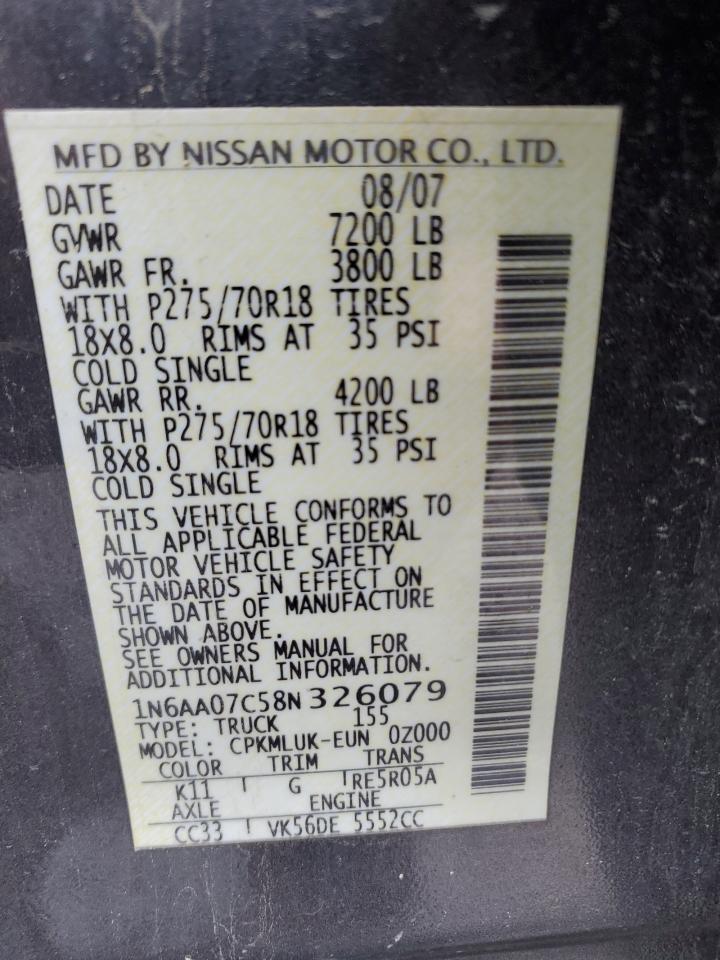 MFD BY NISSAN MOTOR CO., LTD.
DATE 08/07
GVWR 7200 LB
GAWR FR. 3800 LB
WITH P275/70R18 TIRES
18X8.0 RIMS AT 35 PSI
COLD SINGLE
GAWR RR. 4200 LB
WITH P275/70R18 TIRES
18X8.0 RIMS AT 35 PSI
COLD SINGLE
THIS VEHICLE CONFORMS TO
ALL APPLICABLE FEDERAL
MOTOR VEHICLE SAFETY
STANDARDS IN EFFECT ON
THE DATE OF MANUFACTURE
SHOWN ABOVE.
SEE OWNERS MANUAL FOR
ADDITIONAL INFORMATION.
1N6AA07C58N326079
TYPE: TRUCK 155
MODEL: CPKMLUK-EUN 0Z000
COLOR TRIM TRANS
K11 G RE5R05A
AXLE ENGINE
CC33 VK56DE 5552CC